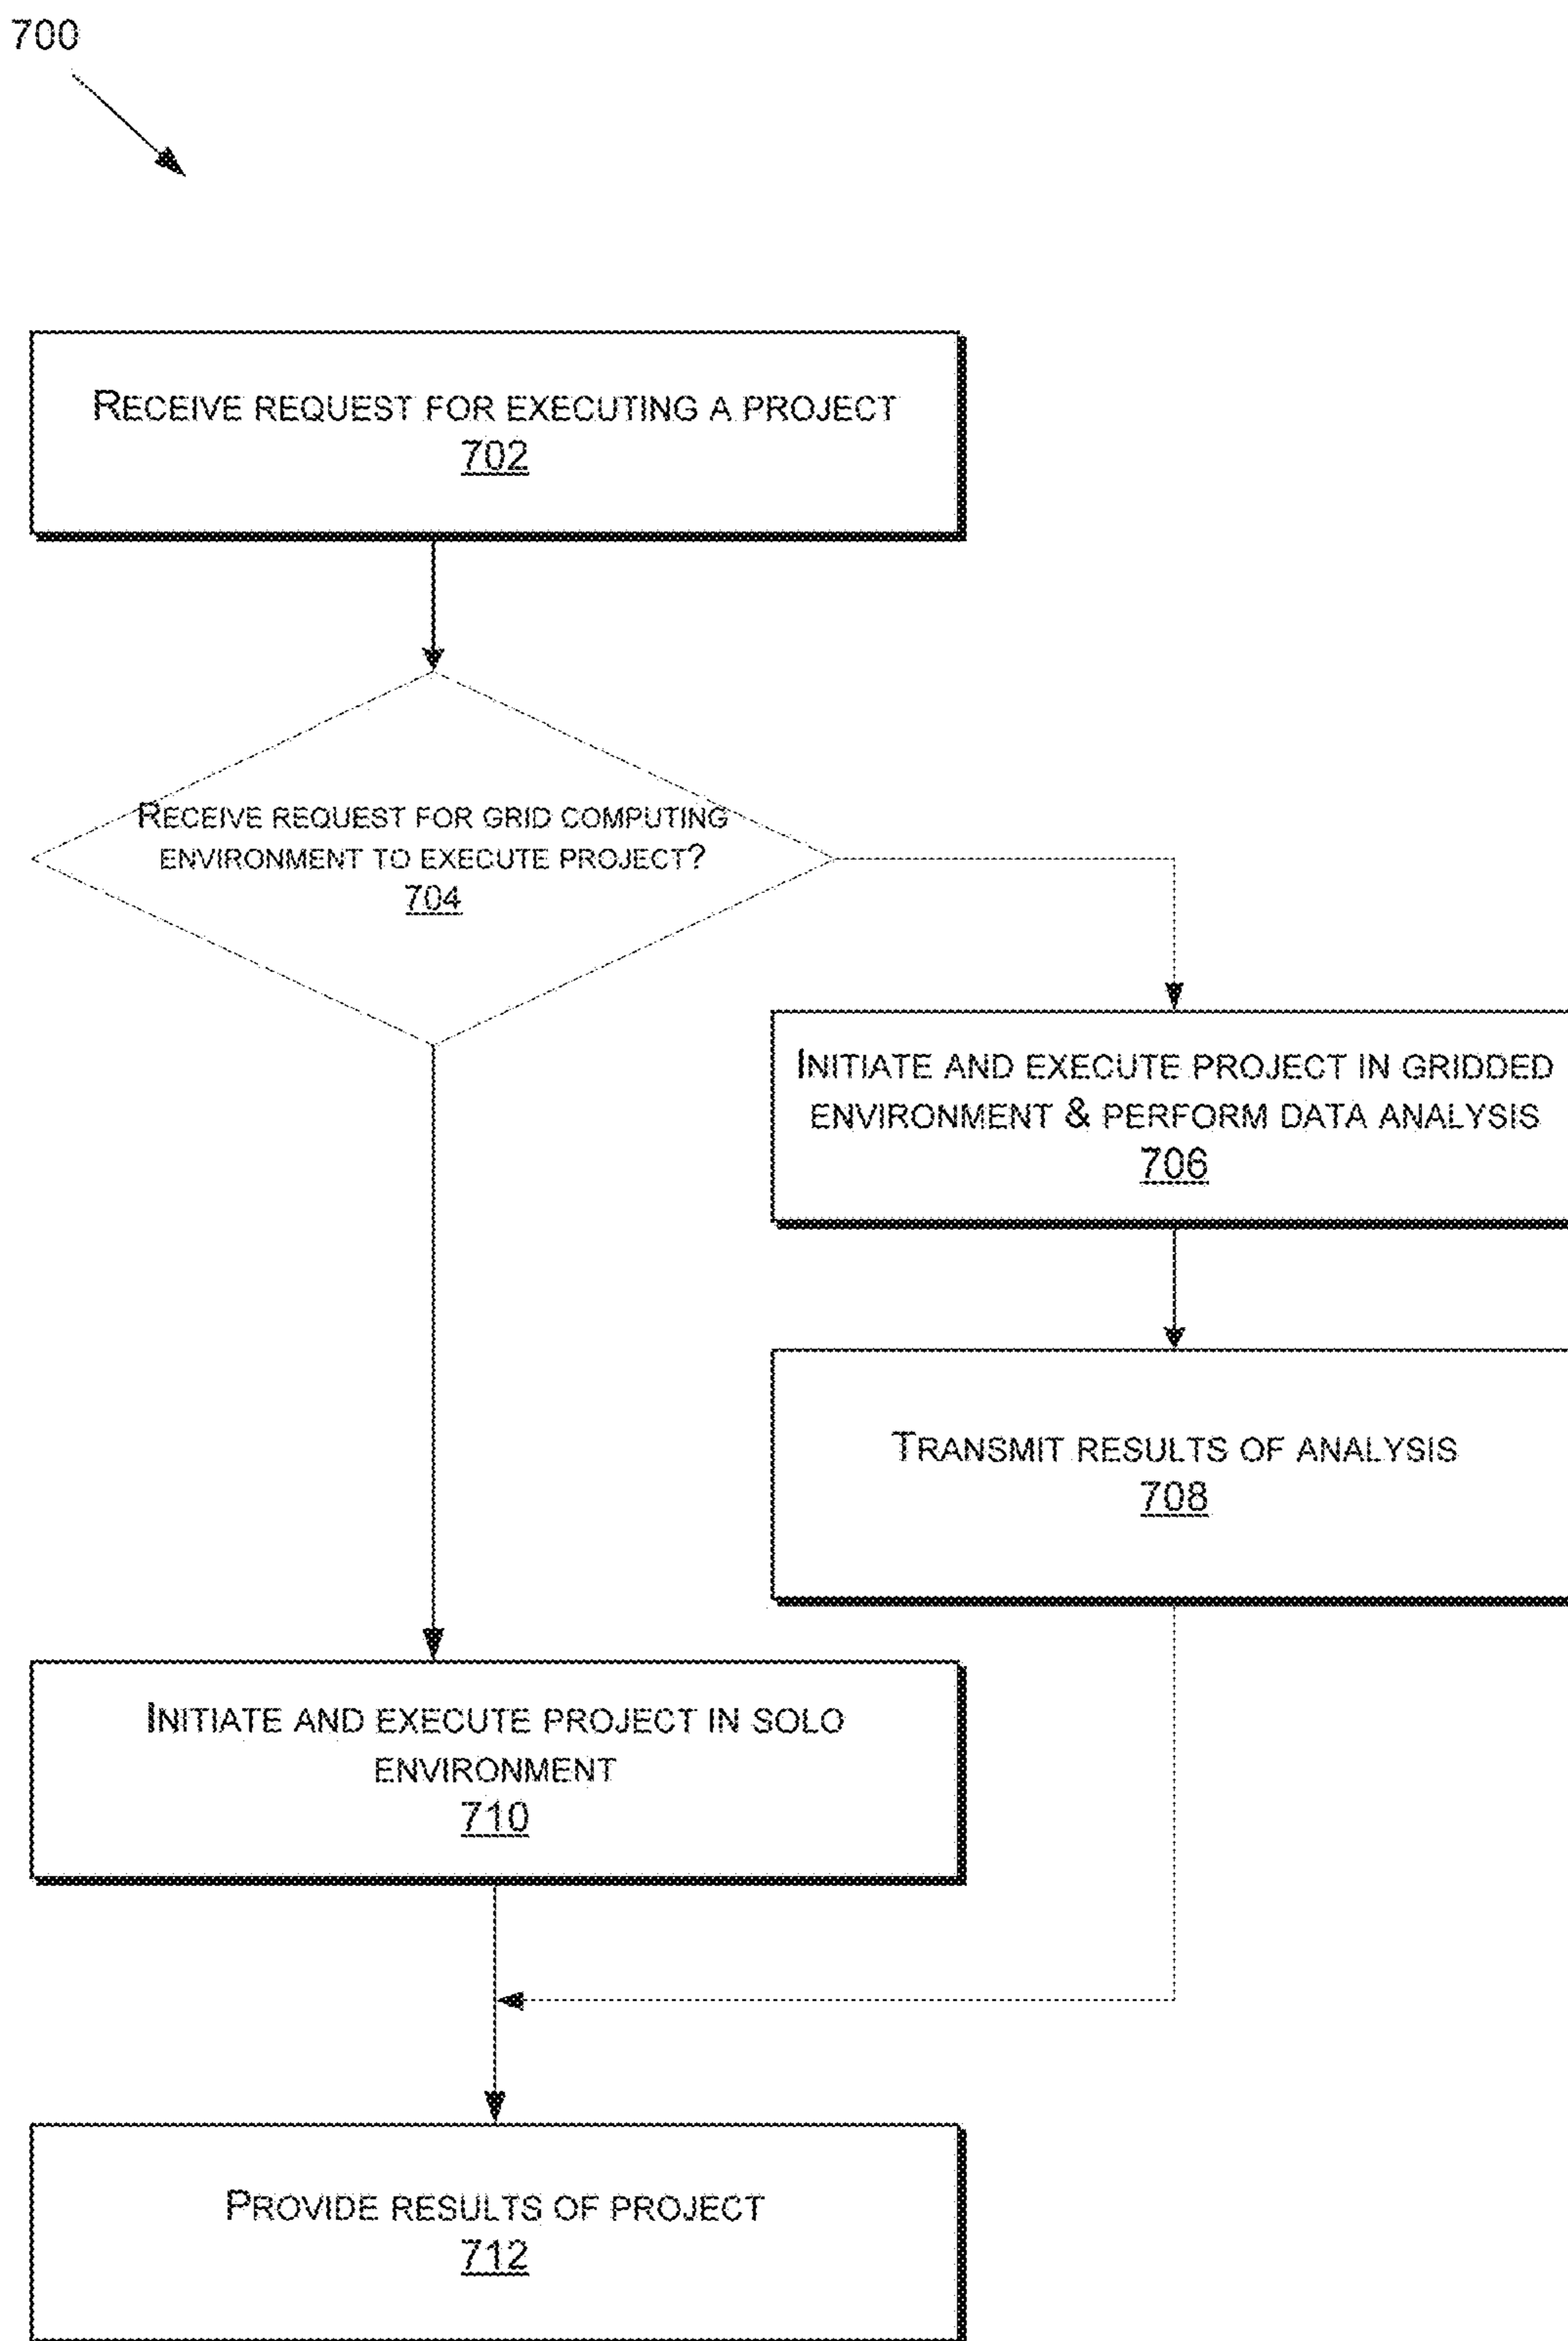 700
RECEIVE REQUEST FOR EXECUTING A PROJECT
702
RECEIVE REQUEST FOR GRID COMPUTING
ENVIRONMENT TO EXECUTE PROJECT?
704
INITIATE AND EXECUTE PROJECT IN GRIDDED
ENVIRONMENT & PERFORM DATA ANALYSIS
706
TRANSMIT RESULTS OF ANALYSIS
708
INITIATE AND EXECUTE PROJECT IN SOLO
ENVIRONMENT
710
PROVIDE RESULTS OF PROJECT
712